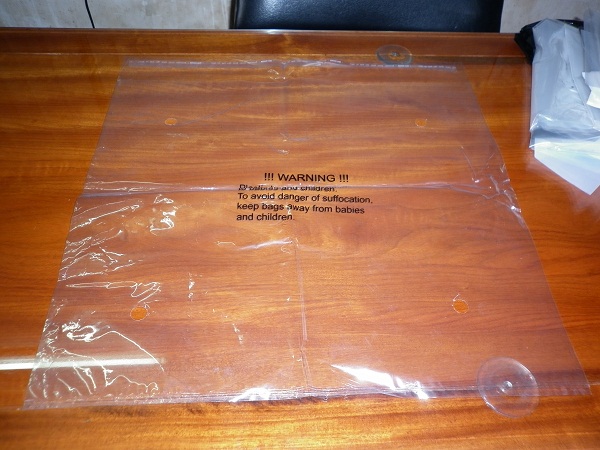 !!! WARNING !!!
and children.
To avoid danger of suffocation,
keep bags away from babies
and children.